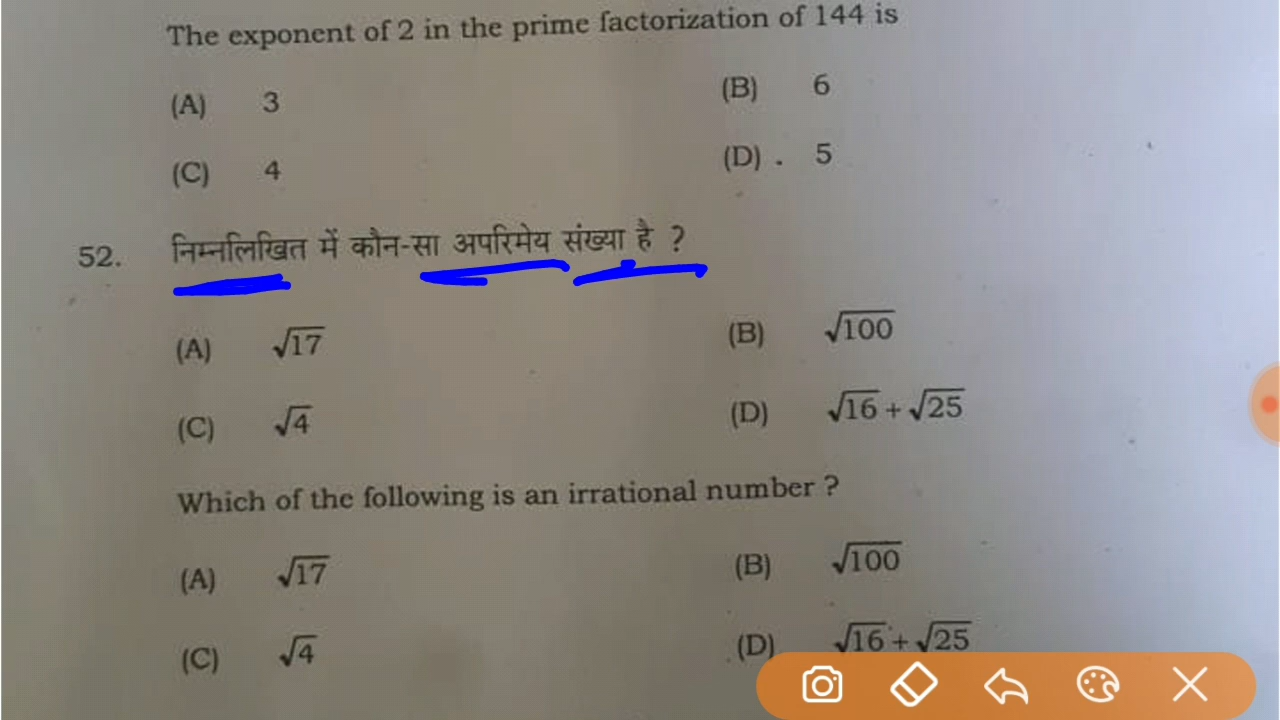 The exponent of 2 in the prime factorization of 144 is
(A) 3 (B) 6
(C) 4 (D) . 5
52. निम्नलिखित में कौन-सा अपरिमेय संख्या है ?
(A) √17 (B) √100
(C) √4 (D) √16 + √25
Which of the following is an irrational number ?
(A) √17 (B) √100
(C) √4 (D) √16 + √25